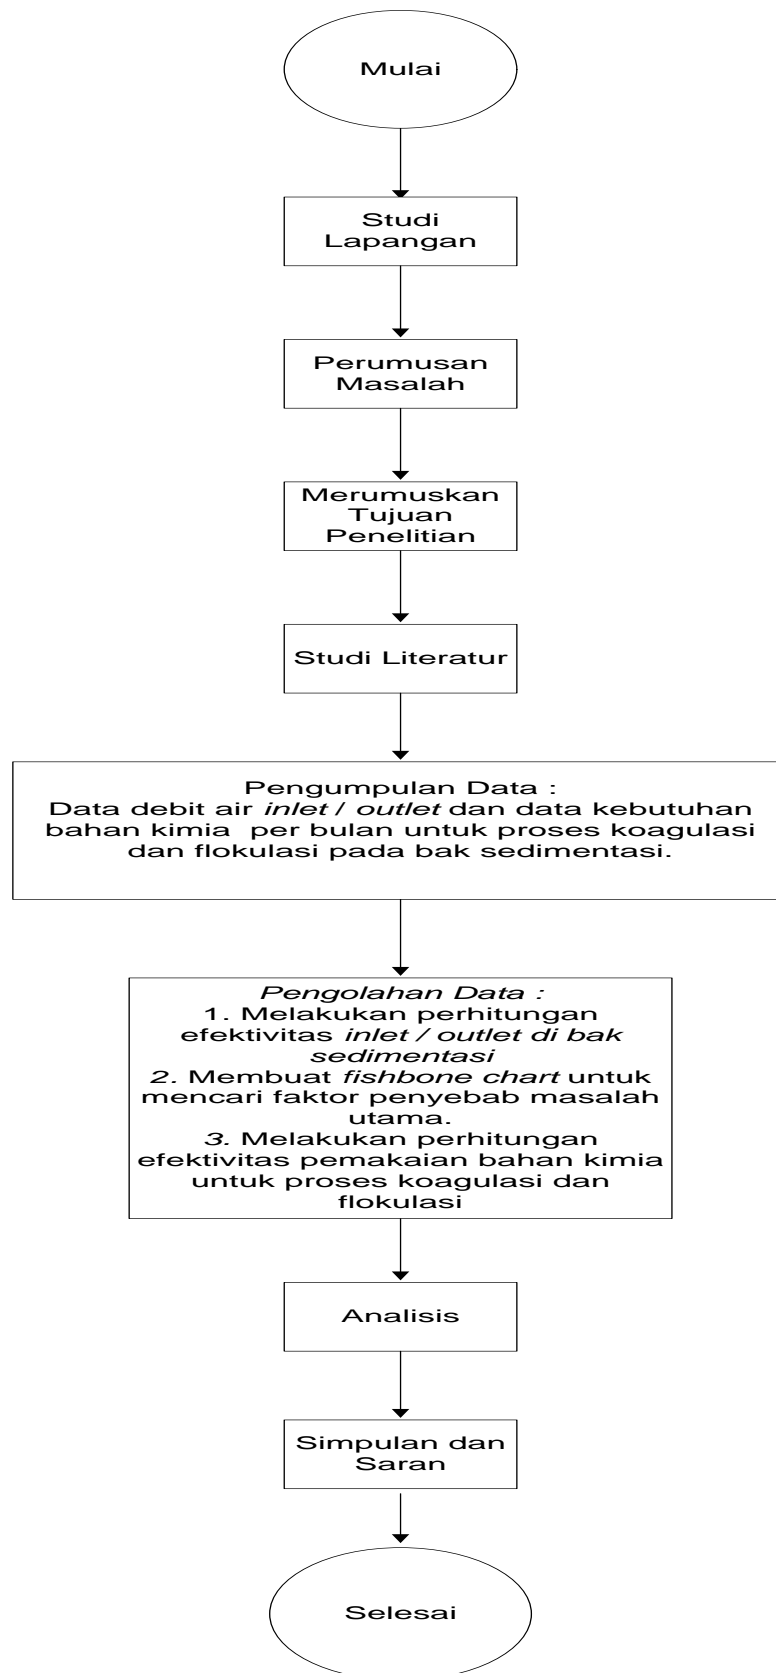 Mulai
Studi
Lapangan
Perumusan
Masalah
Merumuskan
Tujuan
Penelitian
Studi Literatur
Pengumpulan Data :
Data debit air inlet / outlet dan data kebutuhan
bahan kimia per bulan untuk proses koagulasi
dan flokulasi pada bak sedimentasi.
Pengolahan Data :
1. Melakukan perhitungan
efektivitas inlet / outlet di bak
sedimentasi
2. Membuat fishbone chart untuk
mencari faktor penyebab masalah
utama.
3. Melakukan perhitungan
efektivitas pemakaian bahan kimia
untuk proses koagulasi dan
flokulasi
Analisis
Simpulan dan
Saran
Selesai